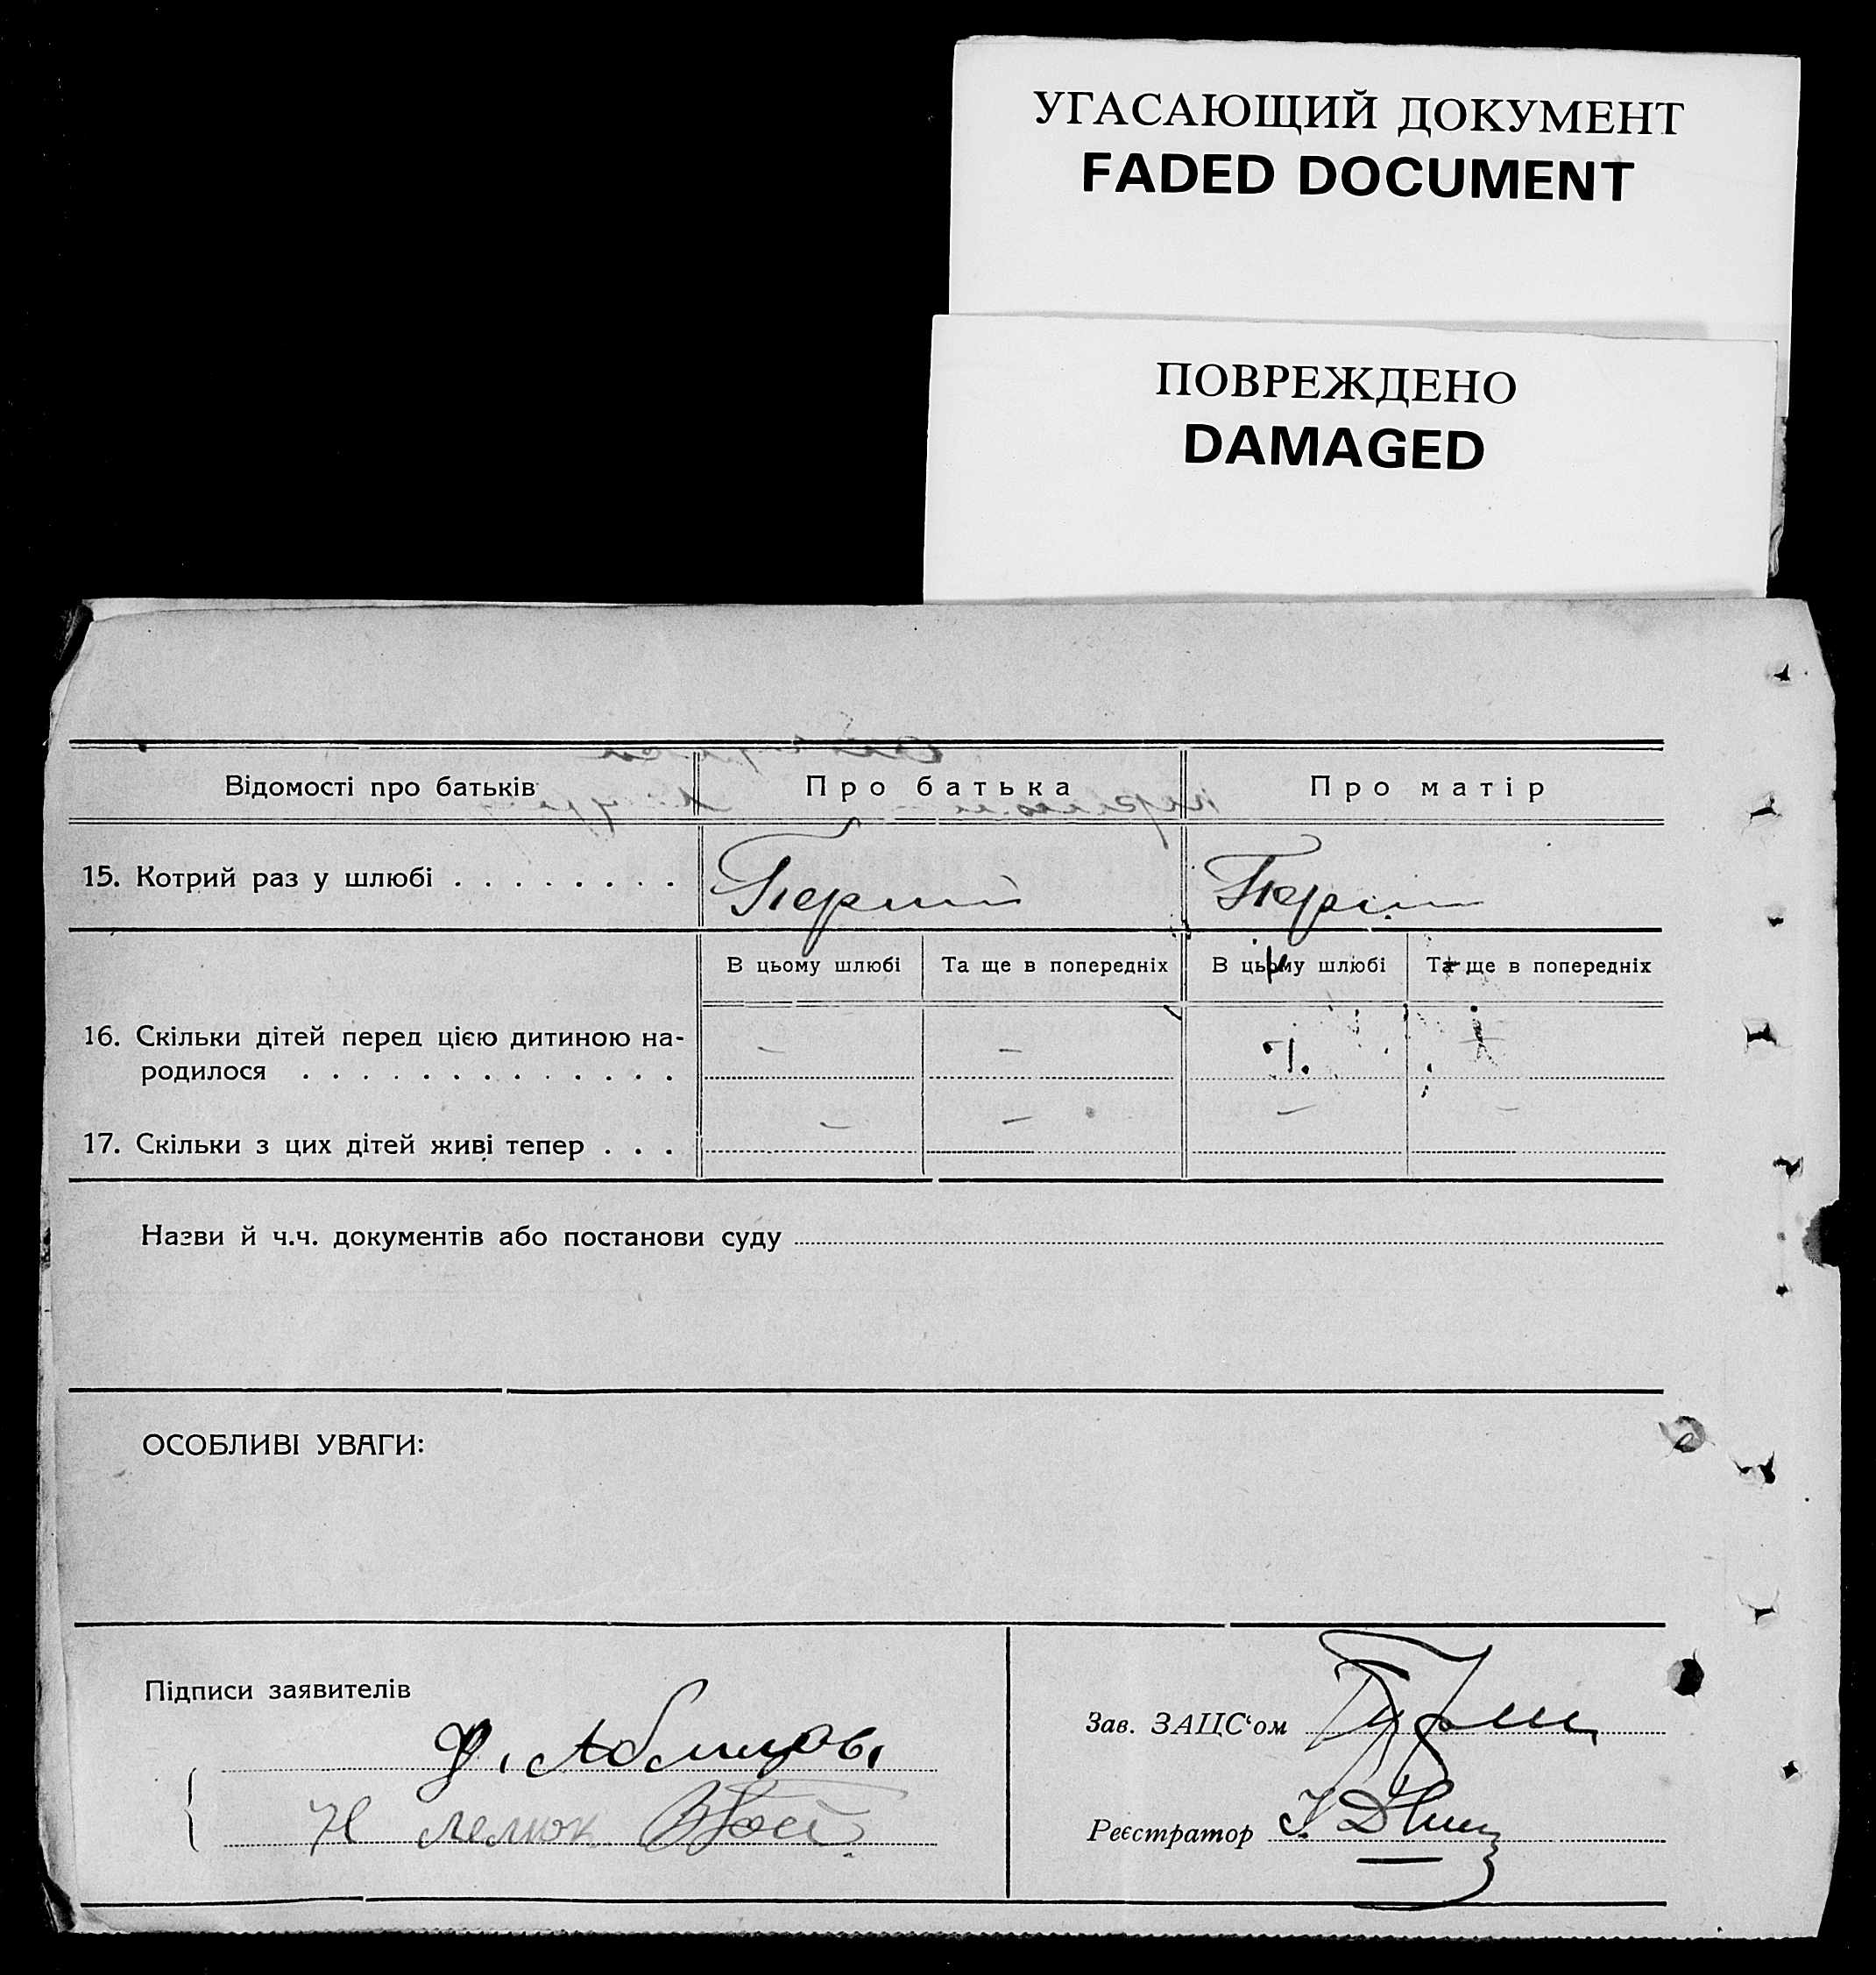 УГАСАЮЩИЙ ДОКУМЕНТ
FADED DOCUMENT
ПОВРЕЖДЕНО
DAMAGED
Відомості про батьків Про батька Про матір
15. Котрий раз у шлюбі . . . . . . . . Перший Перш
В цьому шлюбі Та ще в попередніх В цьому шлюбі Та ще в попередніх
16. Скільки дітей перед цією дитиною на- – –
родилося . . . . . . . . . . . . .
17. Скільки з цих дітей живі тепер . . . – – – –
Назви й ч.ч. документів або постанови суду
ОСОБЛИВІ УВАГИ:
Підписи заявителів
Зав. ЗАЦС‘ом
Реєстратор